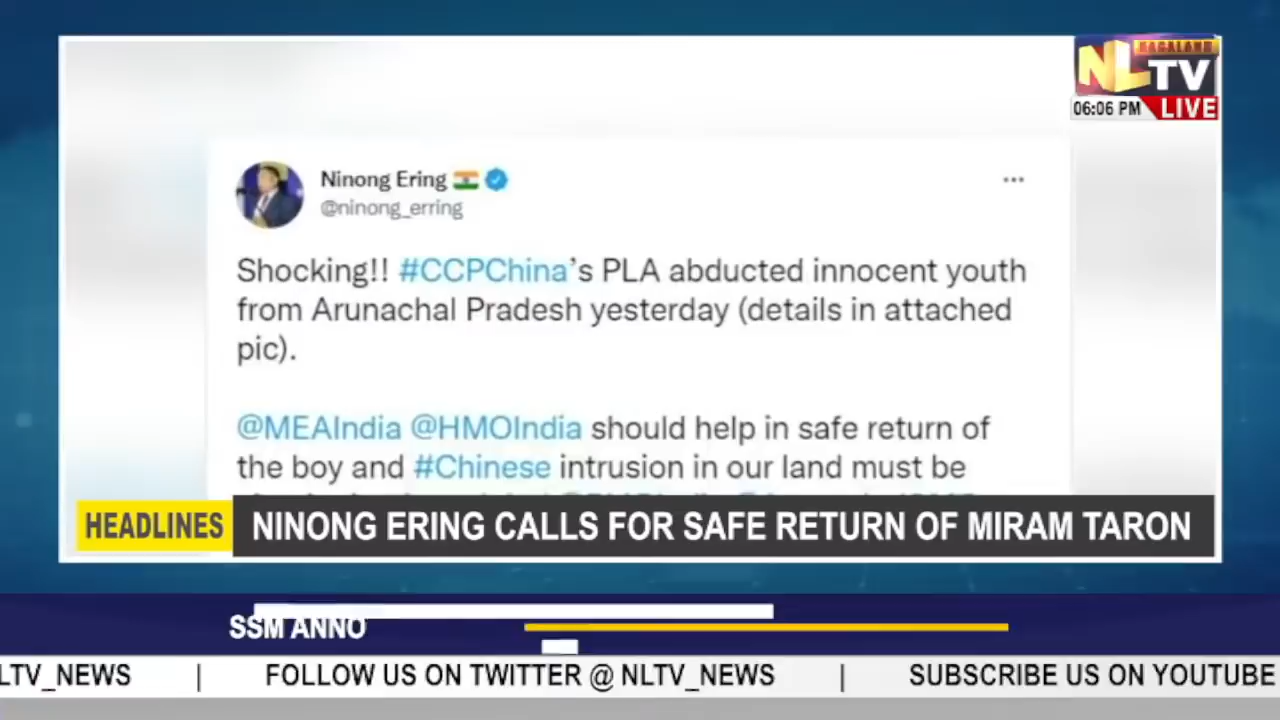 NAGALAND
NLTV
06:06 PM LIVE
Ninong Ering
@ninong_erring
Shocking!! #CCPChina's PLA abducted innocent youth
from Arunachal Pradesh yesterday (details in attached
pic).
@MEAIndia @HMOIndia should help in safe return of
the boy and #Chinese intrusion in our land must be
HEADLINES NINONG ERING CALLS FOR SAFE RETURN OF MIRAM TARON
SSM ANNO
LTV_NEWS | FOLLOW US ON TWITTER @ NLTV_NEWS | SUBSCRIBE US ON YOUTUBE